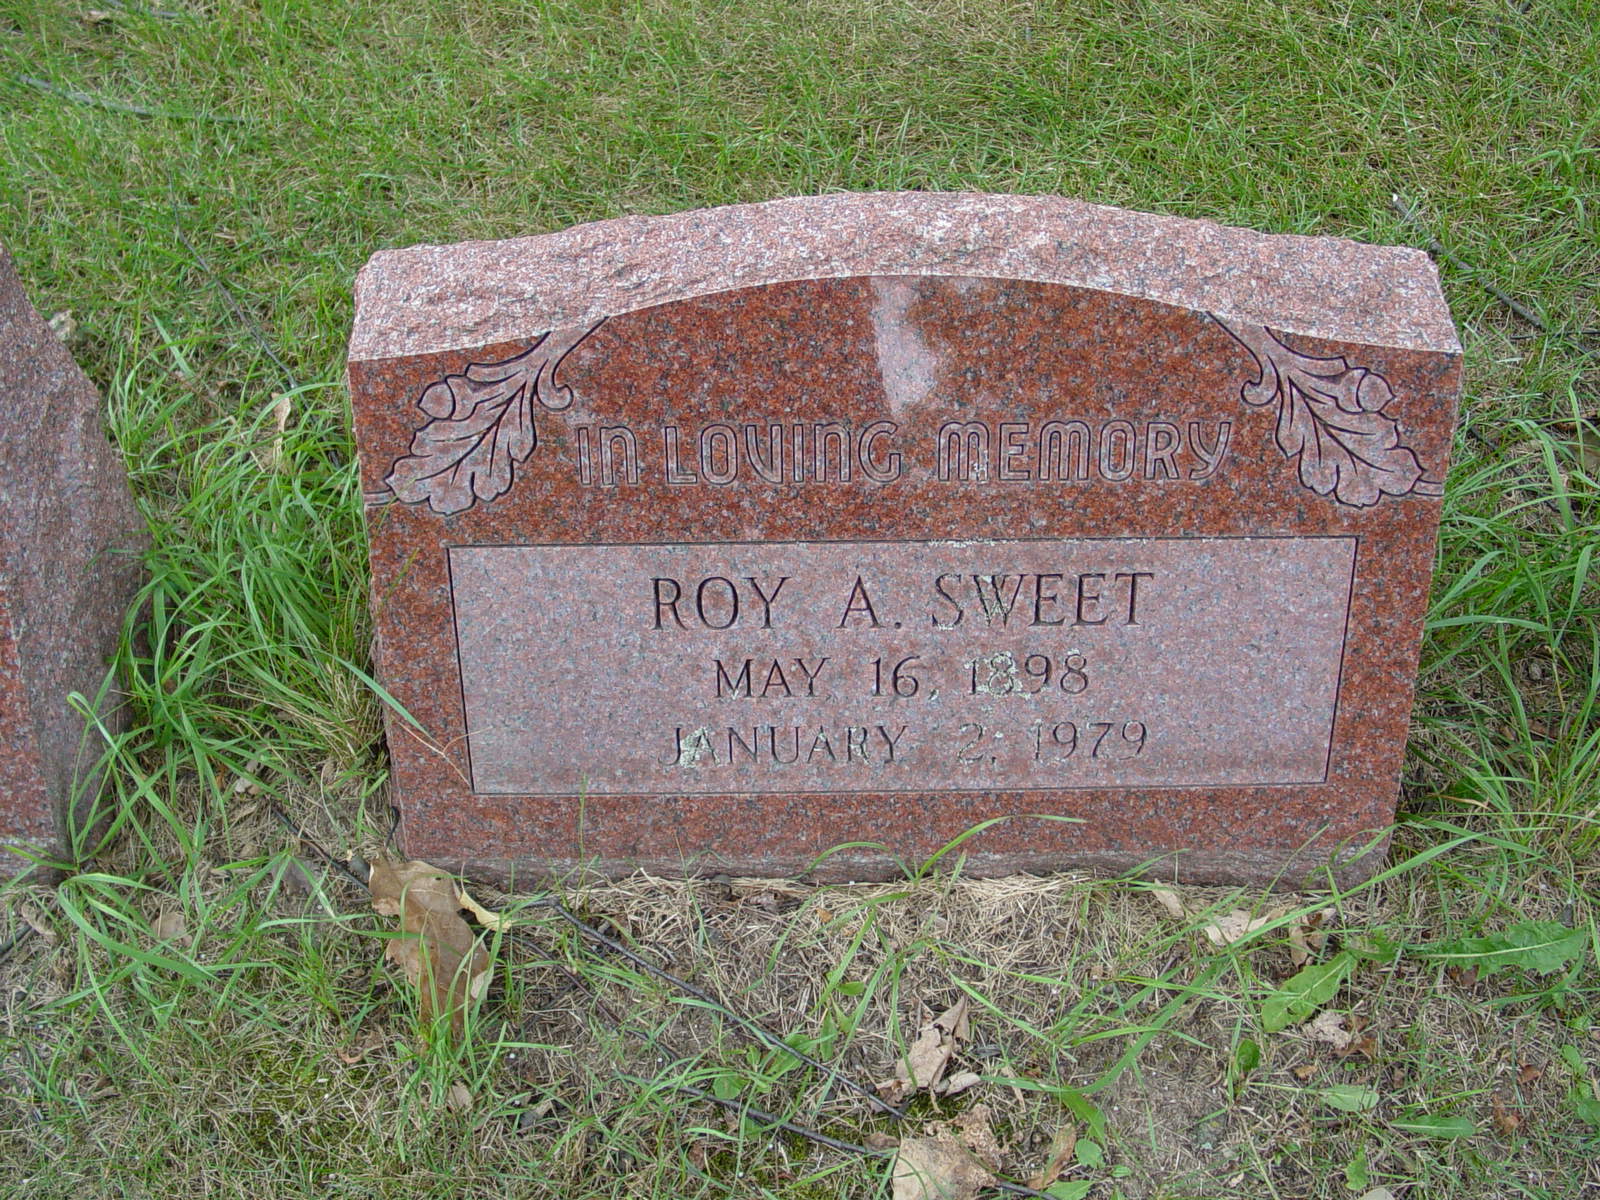 IN LOVING MEMORY
ROY A. SWEET
MAY 16, 1898
JANUARY 2, 1979